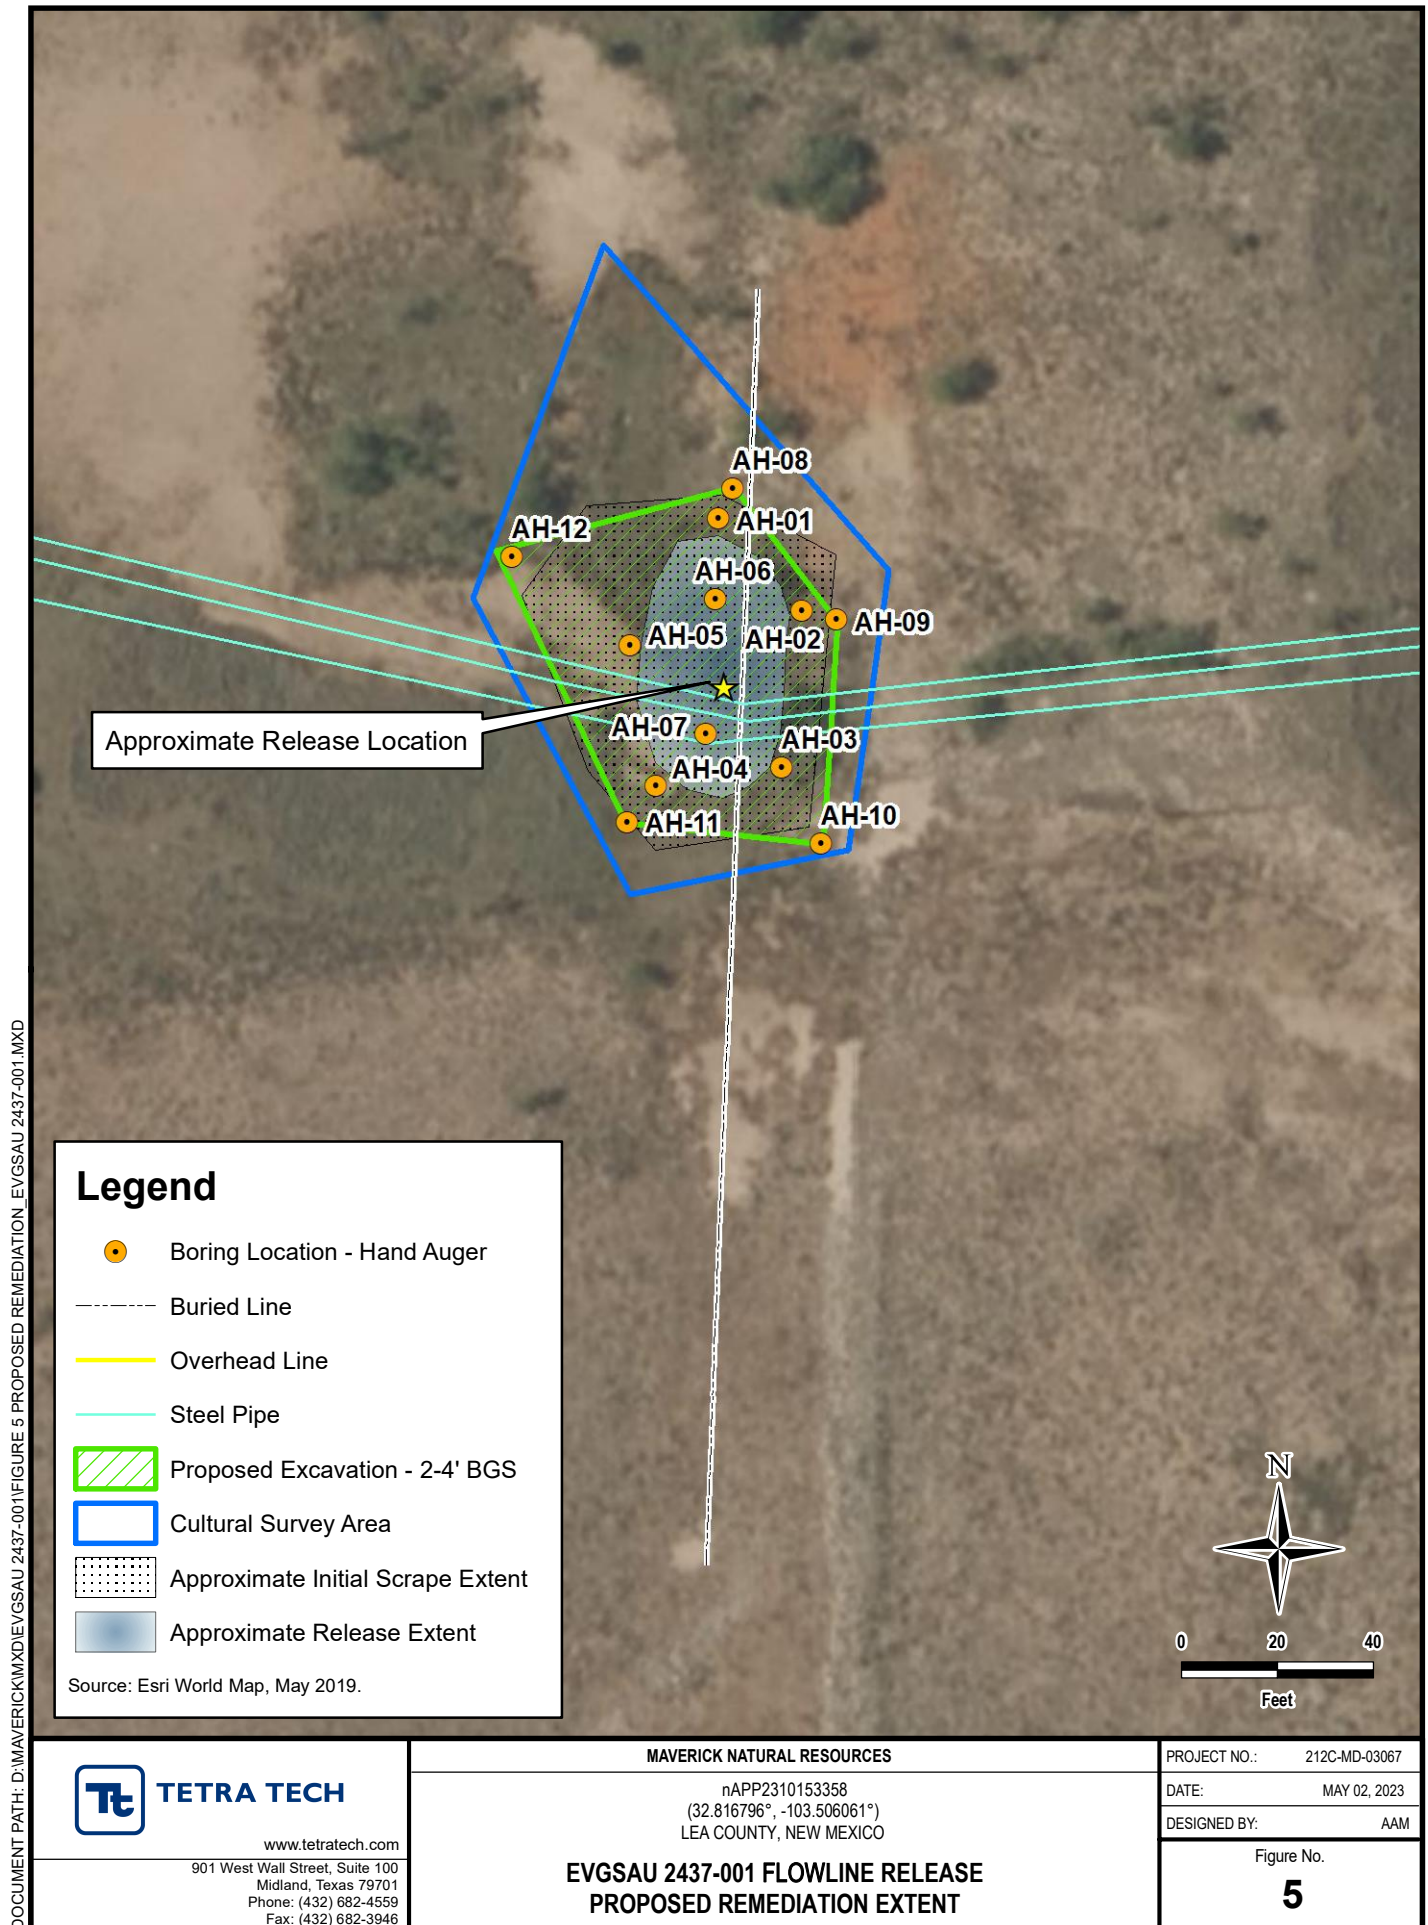 AH-08
AH-01
AH-12
AH-06
AH-09
AH-05
AH-02
AH-07
AH-03
Approximate Release Location
AH-04
AH-10
AH-11
Legend
Boring Location - Hand Auger
Buried Line
Overhead Line
Steel Pipe
Proposed Excavation - 2-4' BGS
Cultural Survey Area
Approximate Initial Scrape Extent
Approximate Release Extent
Source: Esri World Map, May 2019.
N
0 20 40
Feet
DOCUMENT PATH: D:\MAVERICK\MXD\EVGSAU 2437-001\FIGURE 5 PROPOSED REMEDIATION_EVGSAU 2437-001.MXD
Tt TETRA TECH
www.tetratech.com
901 West Wall Street, Suite 100
Midland, Texas 79701
Phone: (432) 682-4559
Fax: (432) 682-3946
MAVERICK NATURAL RESOURCES
nAPP2310153358
(32.816796°, -103.506061°)
LEA COUNTY, NEW MEXICO
EVGSAU 2437-001 FLOWLINE RELEASE
PROPOSED REMEDIATION EXTENT
PROJECT NO.: 212C-MD-03067
DATE: MAY 02, 2023
DESIGNED BY: AAM
Figure No.
5